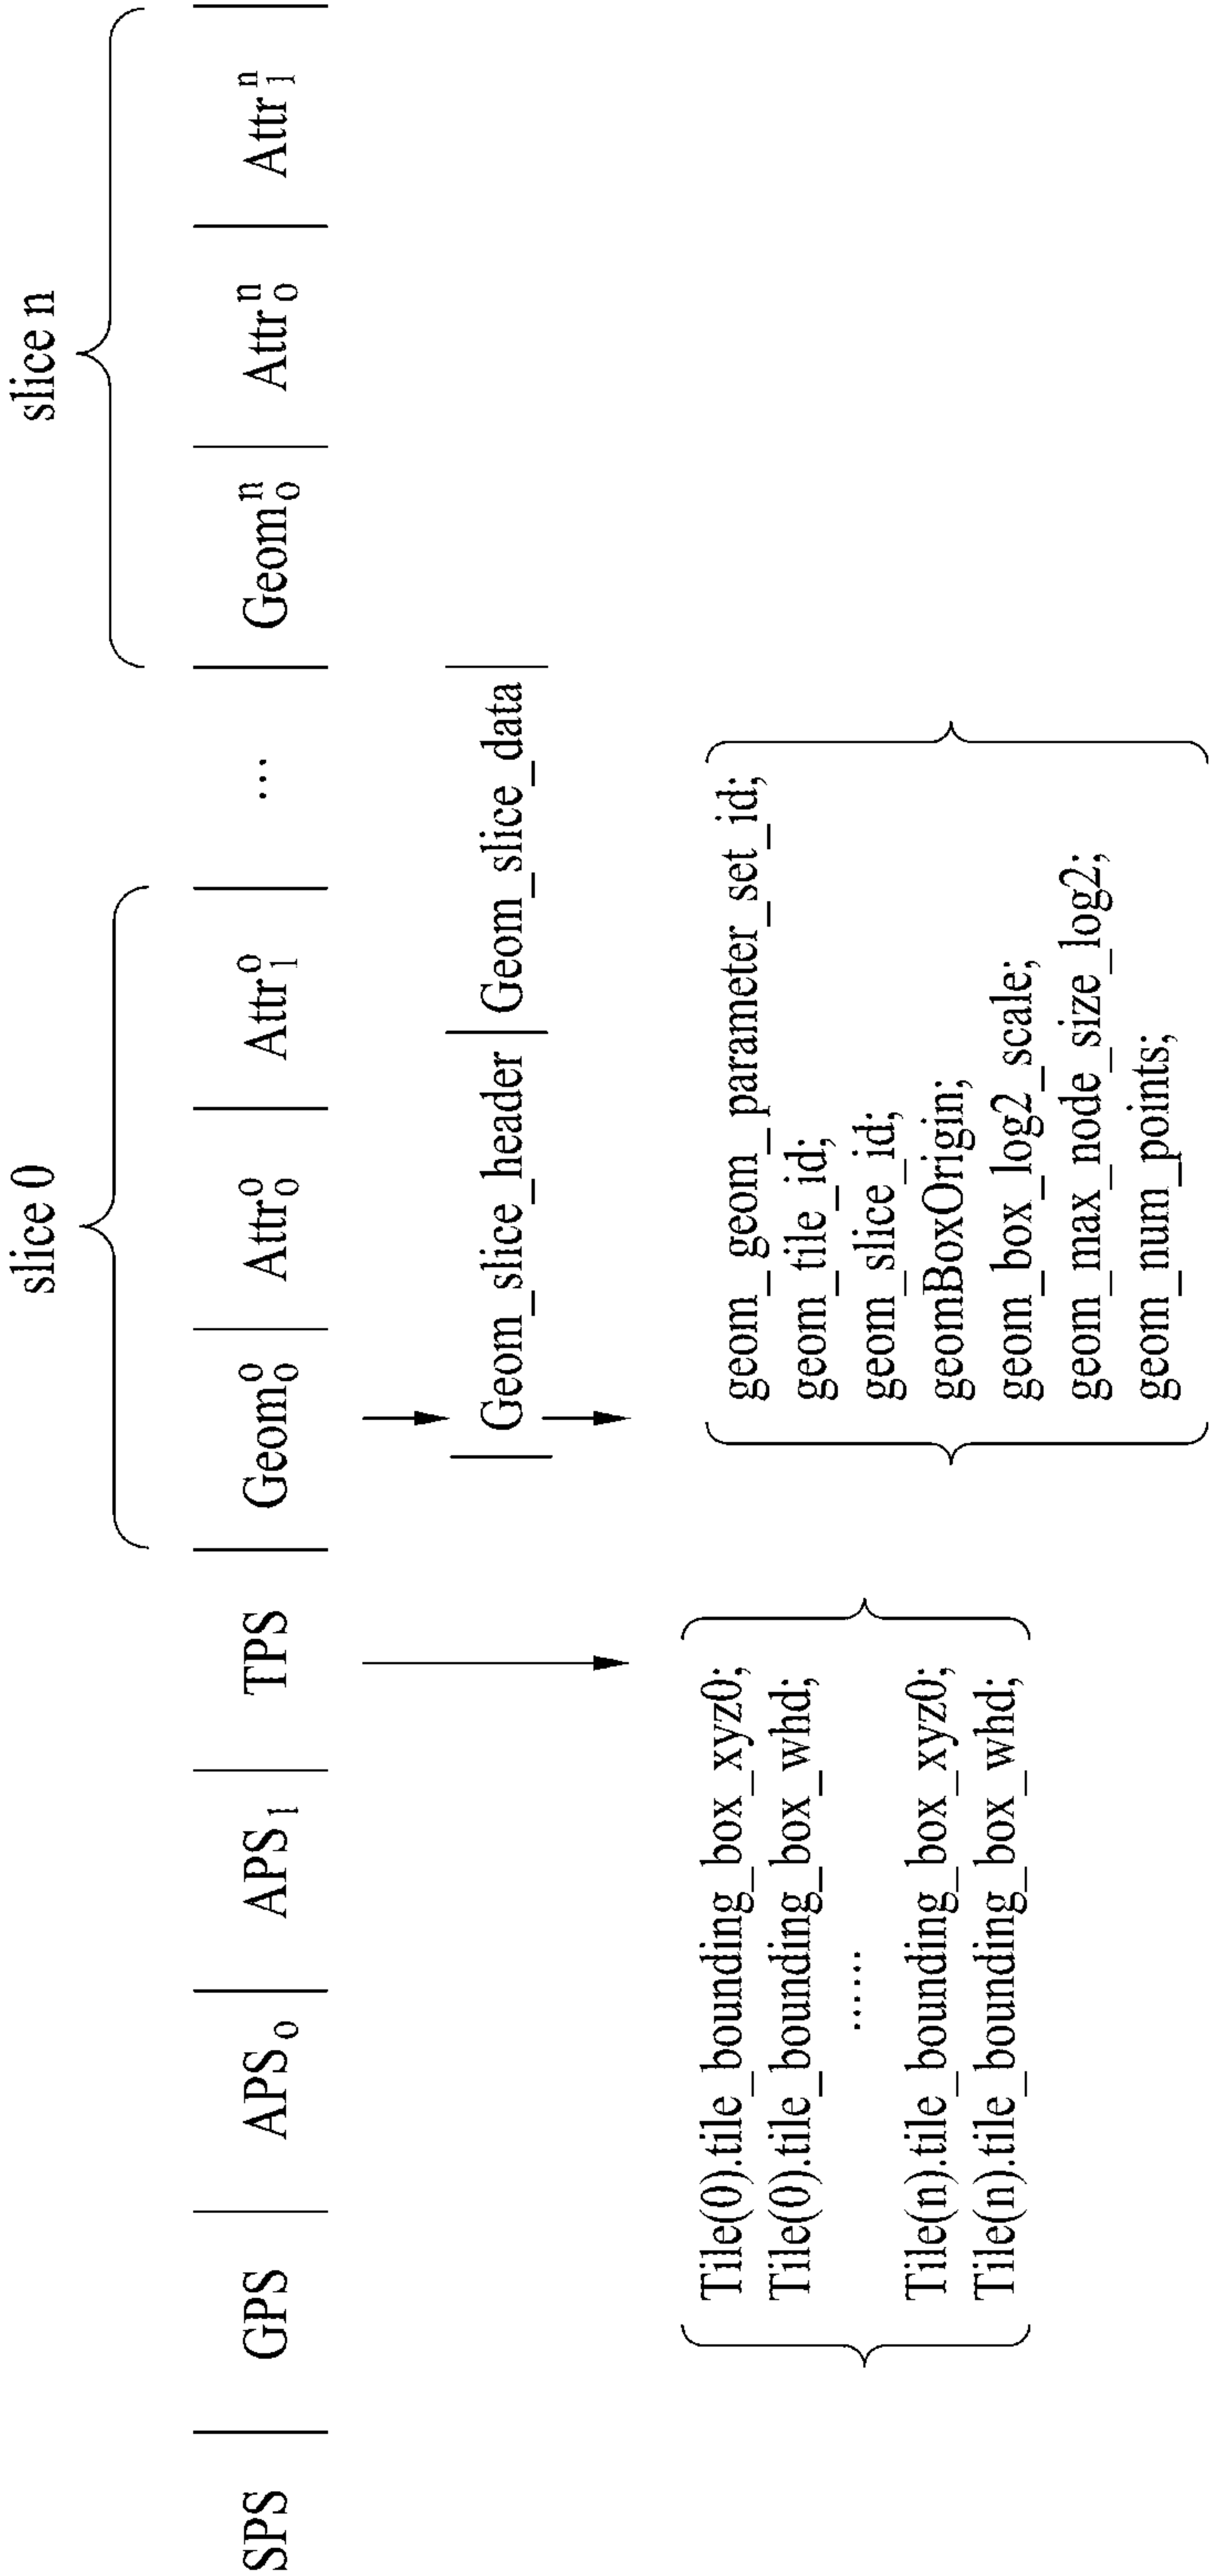 slice 0
slice n
SPS | GPS | APS₀ | APS₁ | TPS | Geom₀⁰ | Attr₀⁰ | Attr₁⁰ | ... | Geom₀ⁿ | Attr₀ⁿ | Attr₁ⁿ
| Geom_slice_header | Geom_slice_data |
Tile(0).tile_bounding_box_xyz0;
Tile(0).tile_bounding_box_whd;
.......
Tile(n).tile_bounding_box_xyz0;
Tile(n).tile_bounding_box_whd;
geom_geom_parameter_set_id;
geom_tile_id;
geom_slice_id;
geomBoxOrigin;
geom_box_log2_scale;
geom_max_node_size_log2;
geom_num_points;